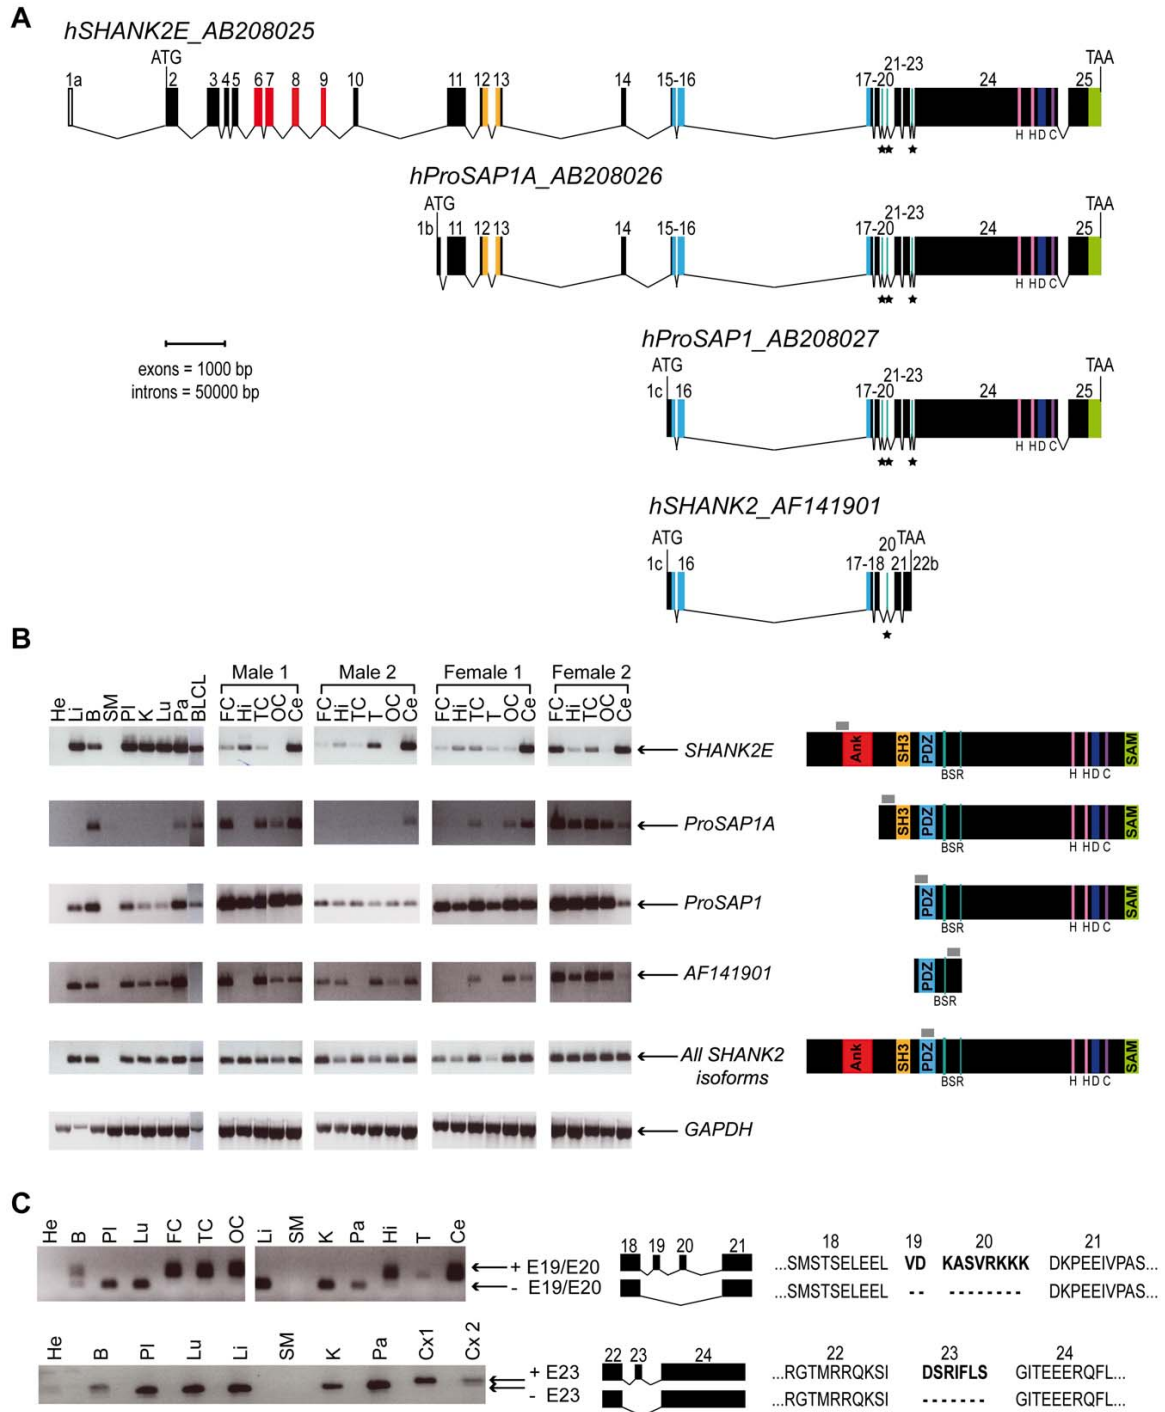 A
hSHANK2E_AB208025
ATG
21-23
TAA
1a 2 3 4 5 6 7 8 9 10 11 12 13 14 15-16 17-20 24 25
H HD C
hProSAP1A_AB208026
ATG
21-23
TAA
1b 11 12 13 14 15-16 17-20 24 25
H HD C
exons = 1000 bp
introns = 50000 bp
hProSAP1_AB208027
ATG
21-23
TAA
1c 16 17-20 24 25
H HD C
hSHANK2_AF141901
ATG
20 TAA
1c 16 17-18 21 22b
B
Male 1 Male 2 Female 1 Female 2
He Li B SM Pl K Lu Pa BLCL FC Hi TC OC Ce FC Hi TC T OC Ce FC Hi TC T OC Ce FC Hi TC OC Ce
SHANK2E
Ank SH3 PDZ SAM
BSR H HD C
ProSAP1A
SH3 PDZ SAM
BSR H HD C
ProSAP1
PDZ SAM
BSR H HD C
AF141901
PDZ
BSR
All SHANK2
isoforms
Ank SH3 PDZ SAM
BSR H HD C
GAPDH
C
He B Pl Lu FC TC OC Li SM K Pa Hi T Ce
18 19 20 21
18 19 20 21
+ E19/E20
...SMSTSELEEL VD KASVRKKK DKPEEIVPAS...
- E19/E20
...SMSTSELEEL -- -------- DKPEEIVPAS...
He B Pl Lu Li SM K Pa Cx1 Cx2
22 23 24
22 23 24
+ E23
...RGTMRRQKSI DSRIFLS GITEEERQFL...
- E23
...RGTMRRQKSI ------- GITEEERQFL...